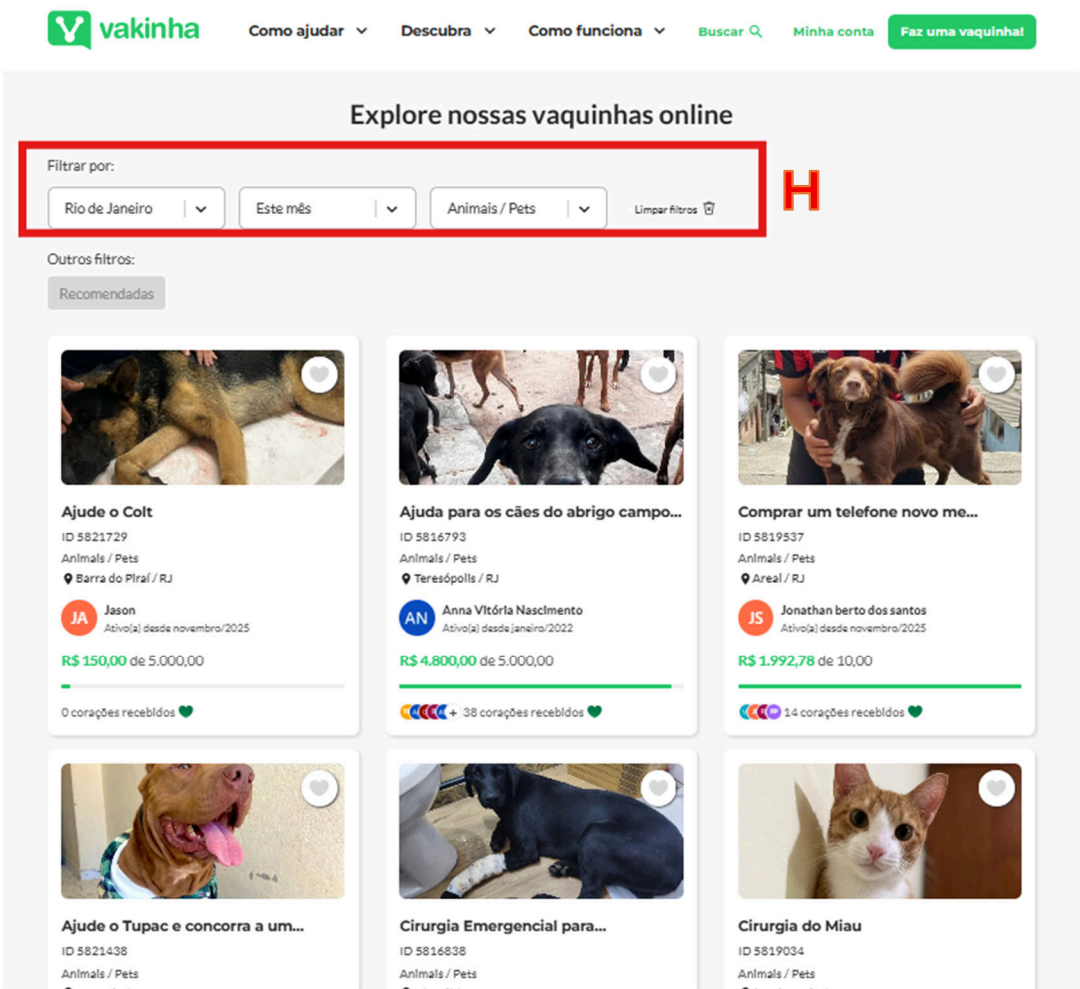 vakinha
Como ajudar Descubra Como funciona Buscar Minha conta Faz uma vaquinha!
Explore nossas vaquinhas online
Filtrar por:
Rio de Janeiro Este mês Animais / Pets Limpar filtros
H
Outros filtros:
Recomendadas
Ajude o Colt
ID 5821729
Animais / Pets
Barra do Piraí / RJ
JA
Jason
Ativo(a) desde novembro/2025
R$ 150,00 de 5.000,00
0 corações recebidos
Ajuda para os cães do abrigo campo...
ID 5816793
Animais / Pets
Teresópolis / RJ
AN
Anna Vitória Nascimento
Ativo(a) desde janeiro/2022
R$ 4.800,00 de 5.000,00
+ 38 corações recebidos
Comprar um telefone novo me...
ID 5819537
Animais / Pets
Areal / RJ
JS
Jonathan berto dos santos
Ativo(a) desde novembro/2025
R$ 1.992,78 de 10,00
14 corações recebidos
Ajude o Tupac e concorra a um...
ID 5821438
Animais / Pets
Cirurgia Emergencial para...
ID 5816838
Animais / Pets
Cirurgia do Miau
ID 5819034
Animais / Pets